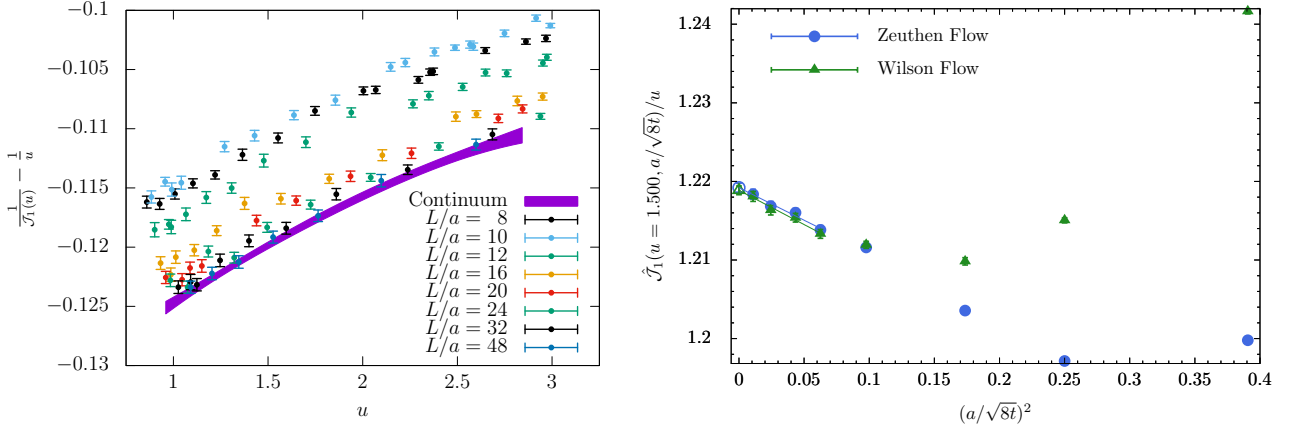 −0.1
−0.105
−0.11
−0.115
−0.12
−0.125
−0.13
1/𝒥₁(u) − 1/u
1 1.5 2 2.5 3
u
Continuum
L/a = 8
L/a = 10
L/a = 12
L/a = 16
L/a = 20
L/a = 24
L/a = 32
L/a = 48
1.24
1.23
1.22
1.21
1.2
𝒥̂₁(u = 1.500, a/√8t)/u
Zeuthen Flow
Wilson Flow
0 0.05 0.1 0.15 0.2 0.25 0.3 0.35 0.4
(a/√8t)²